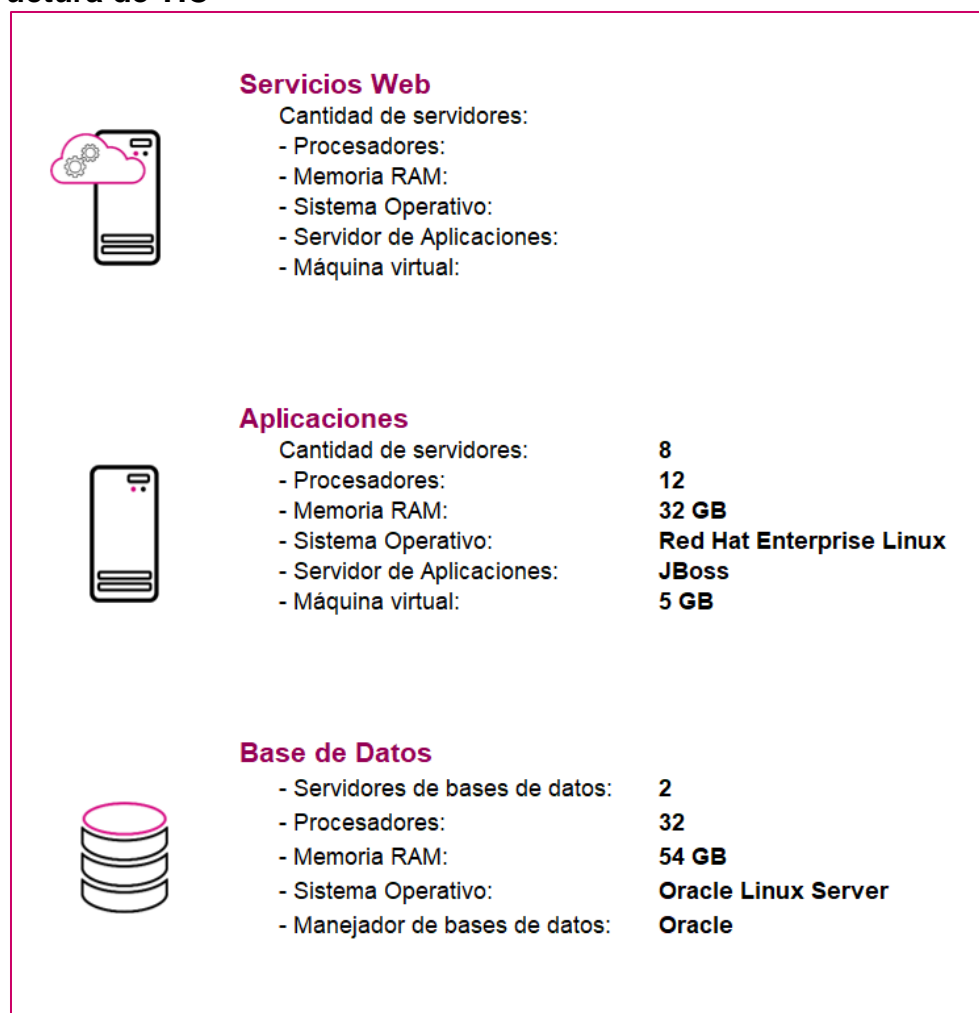 de TIC
Servicios Web
Cantidad de servidores:
- Procesadores:
- Memoria RAM:
- Sistema Operativo:
- Servidor de Aplicaciones:
- Máquina virtual:
Aplicaciones
Cantidad de servidores: 8
- Procesadores: 12
- Memoria RAM: 32 GB
- Sistema Operativo: Red Hat Enterprise Linux
- Servidor de Aplicaciones: JBoss
- Máquina virtual: 5 GB
Base de Datos
- Servidores de bases de datos: 2
- Procesadores: 32
- Memoria RAM: 54 GB
- Sistema Operativo: Oracle Linux Server
- Manejador de bases de datos: Oracle